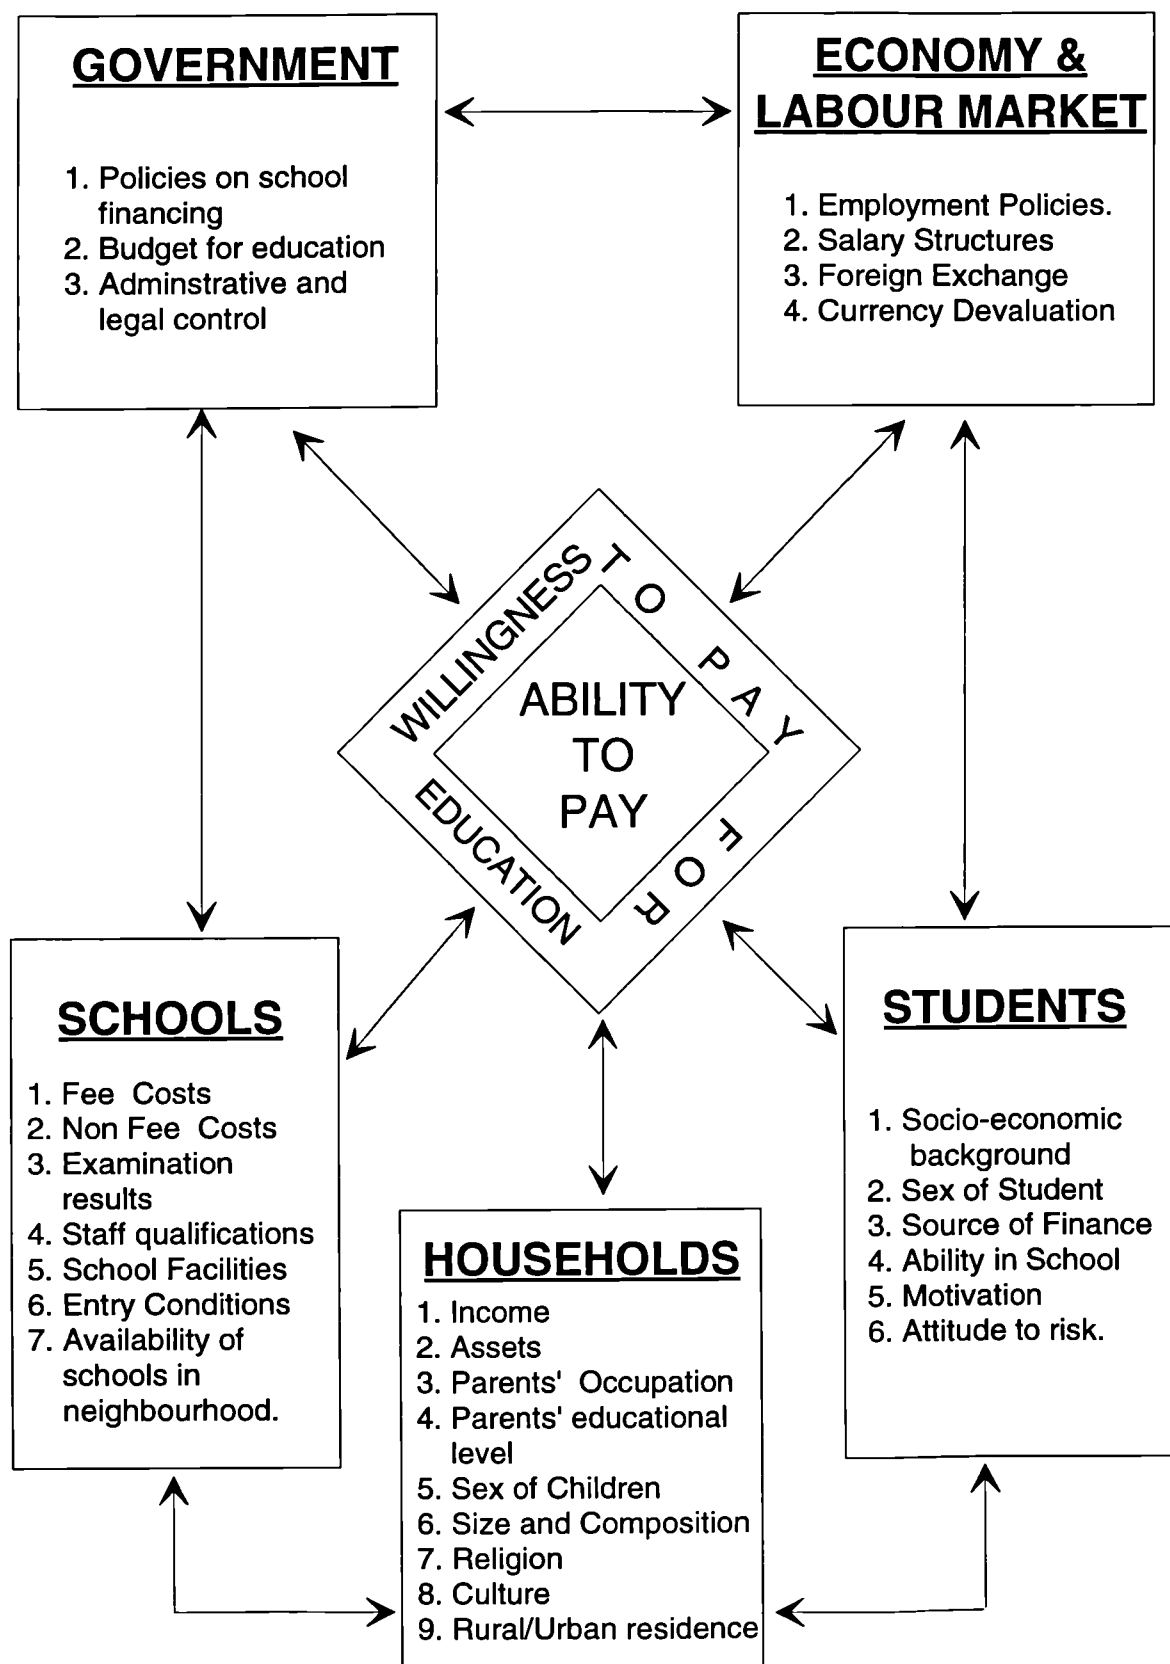 GOVERNMENT
1. Policies on school
financing
2. Budget for education
3. Adminstrative and
legal control
ECONOMY &
LABOUR MARKET
1. Employment Policies.
2. Salary Structures
3. Foreign Exchange
4. Currency Devaluation
WILLINGNESS
TO PAY
FOR
EDUCATION
ABILITY
TO
PAY
SCHOOLS
1. Fee Costs
2. Non Fee Costs
3. Examination
results
4. Staff qualifications
5. School Facilities
6. Entry Conditions
7. Availability of
schools in
neighbourhood.
HOUSEHOLDS
1. Income
2. Assets
3. Parents' Occupation
4. Parents' educational
level
5. Sex of Children
6. Size and Composition
7. Religion
8. Culture
9. Rural/Urban residence
STUDENTS
1. Socio-economic
background
2. Sex of Student
3. Source of Finance
4. Ability in School
5. Motivation
6. Attitude to risk.